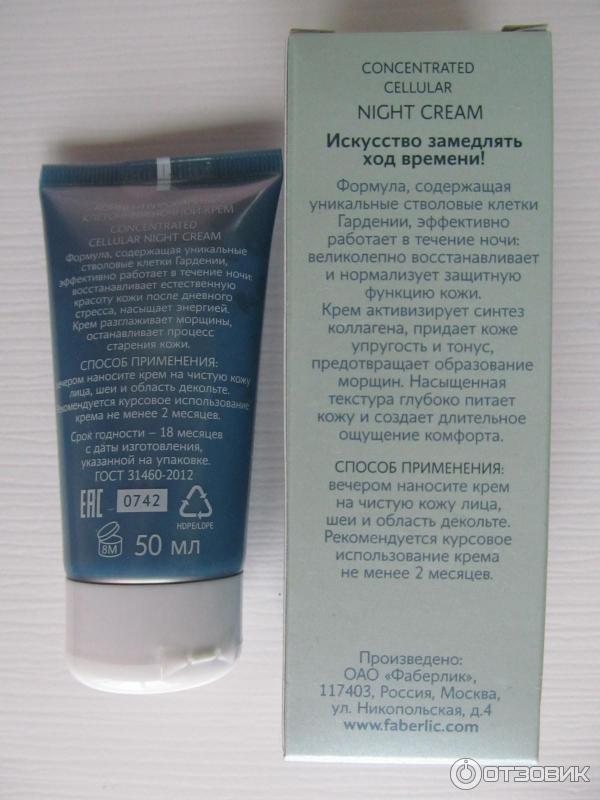 КЛЕТОЧНЫЙ НОЧНОЙ КРЕМ
CONCENTRATED
CELLULAR NIGHT CREAM
Формула, содержащая уникальные
стволовые клетки Гардении,
эффективно работает в течение ночи:
восстанавливает естественную
красоту кожи после дневного
стресса, насыщает энергией.
Крем разглаживает морщины,
останавливает процесс
старения кожи.
СПОСОБ ПРИМЕНЕНИЯ:
вечером наносите крем на чистую кожу
лица, шеи и область декольте.
Рекомендуется курсовое использование
крема не менее 2 месяцев.
Срок годности – 18 месяцев
с даты изготовления,
указанной на упаковке.
ГОСТ 31460-2012
EAC 0742
HDPE/LDPE
8M 50 мл
CONCENTRATED
CELLULAR
NIGHT CREAM
Искусство замедлять
ход времени!
Формула, содержащая
уникальные стволовые клетки
Гардении, эффективно
работает в течение ночи:
великолепно восстанавливает
и нормализует защитную
функцию кожи.
Крем активизирует синтез
коллагена, придает коже
упругость и тонус,
предотвращает образование
морщин. Насыщенная
текстура глубоко питает
кожу и создает длительное
ощущение комфорта.
СПОСОБ ПРИМЕНЕНИЯ:
вечером наносите крем
на чистую кожу лица,
шеи и область декольте.
Рекомендуется курсовое
использование крема
не менее 2 месяцев.
Произведено:
ОАО «Фаберлик»,
117403, Россия, Москва,
ул. Никопольская, д.4
www.faberlic.com
ОТЗОВИК